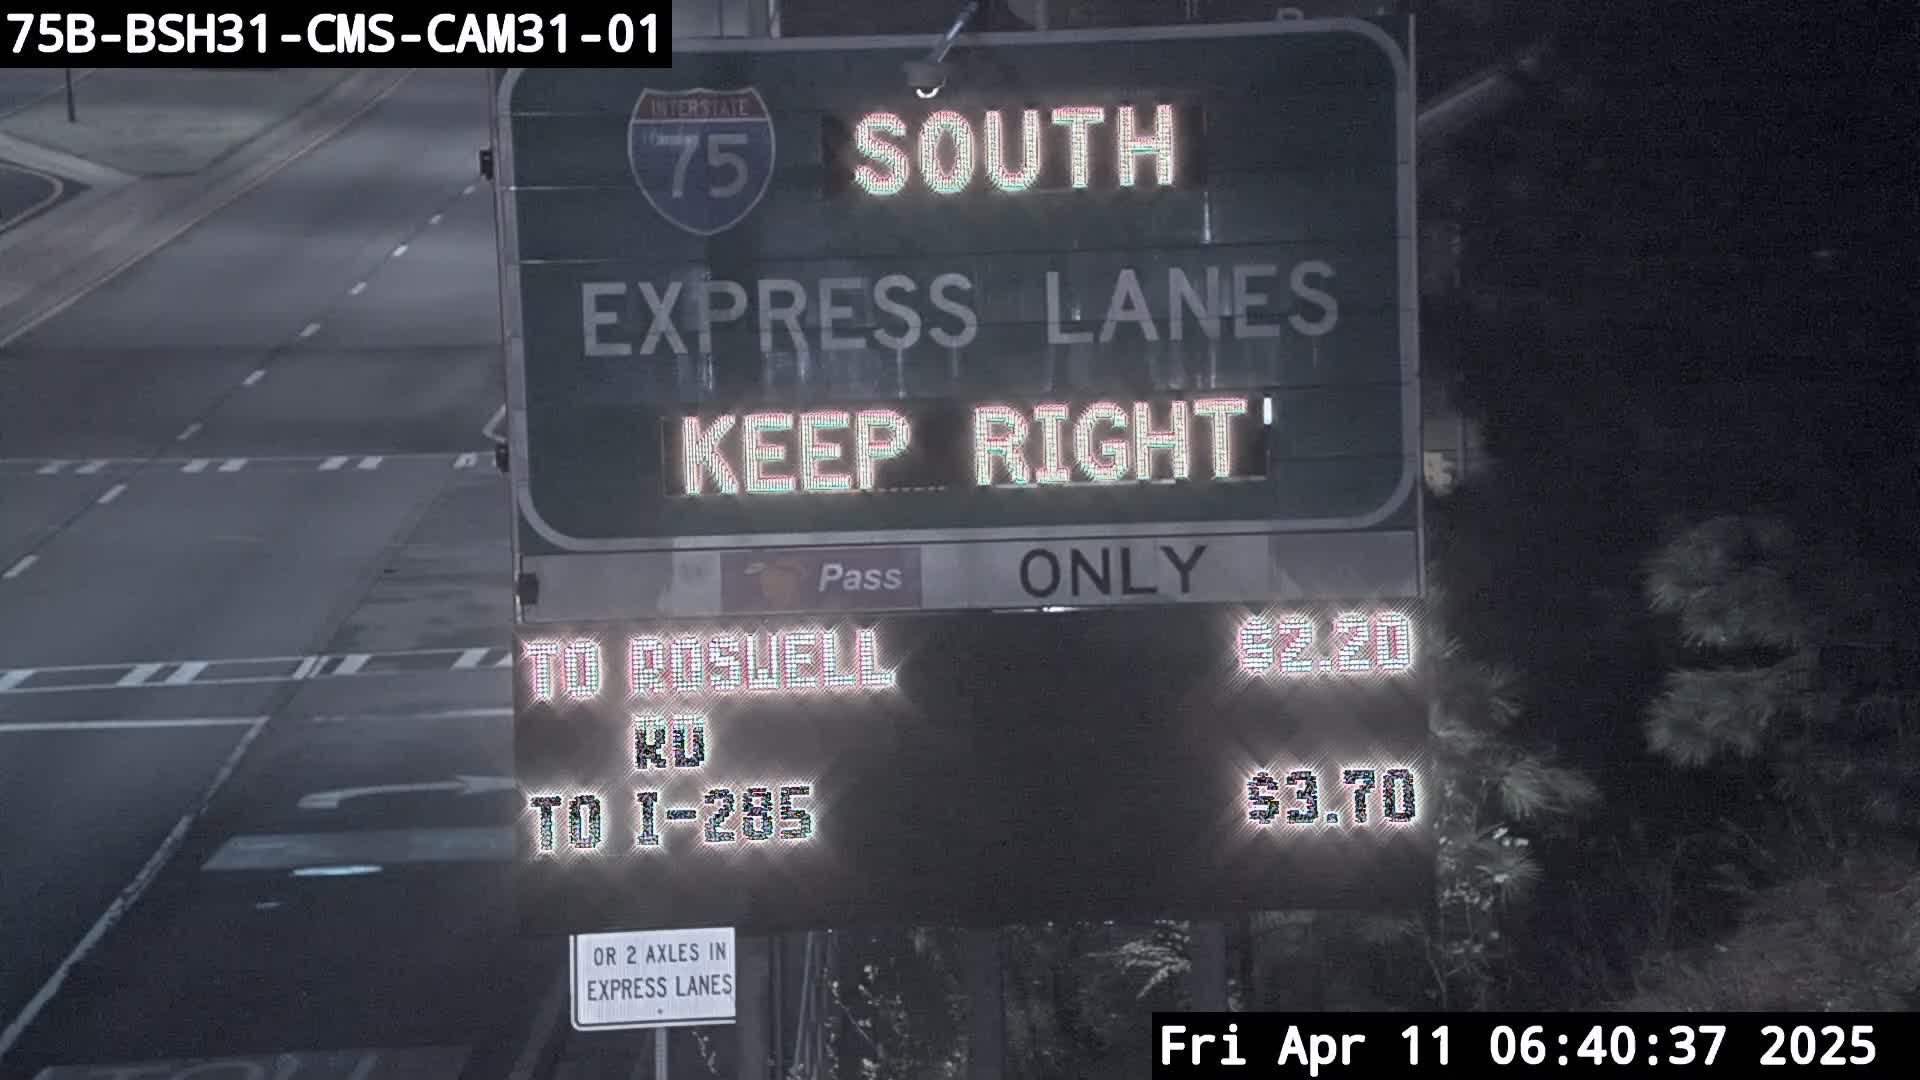 75B-BSH31-CMS-CAM31-01
INTERSTATE
75
SOUTH
EXPRESS LANES
KEEP RIGHT
Pass ONLY
TO ROSWELL $2.20
RD
TO I-285 $3.70
OR 2 AXLES IN
EXPRESS LANES
Fri Apr 11 06:40:37 2025